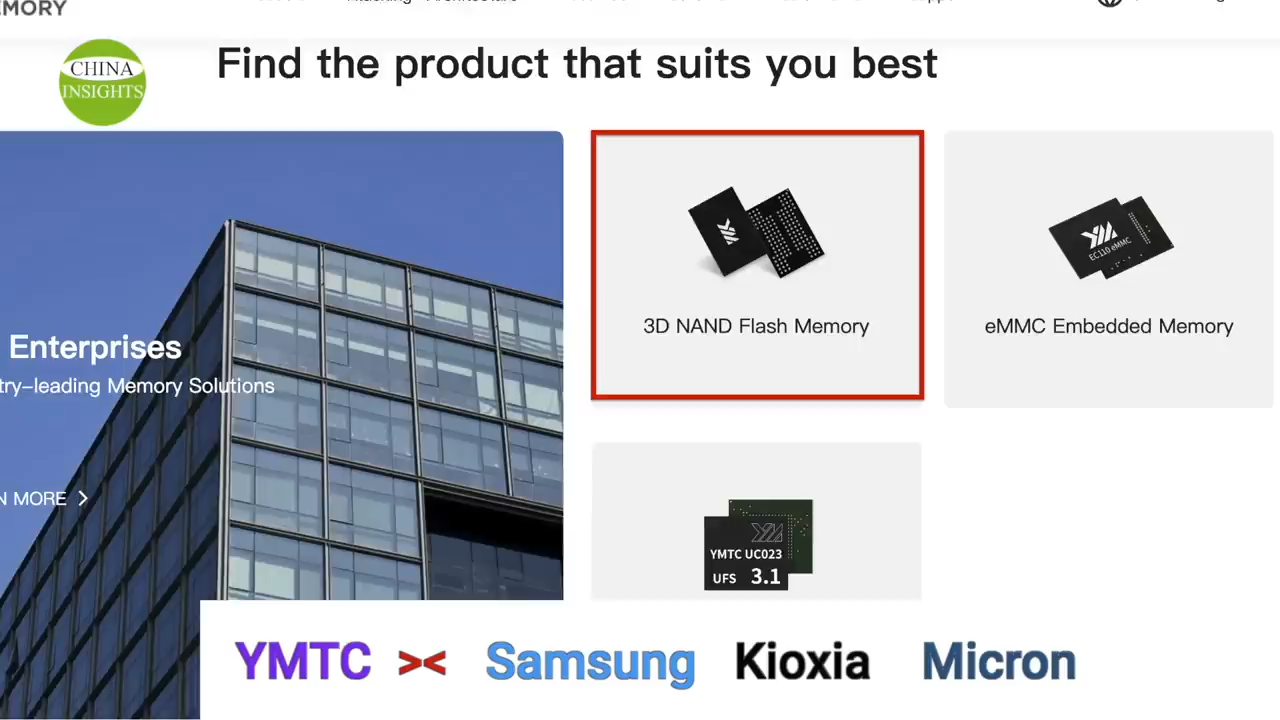 Find the product that suits you best
CHINA
INSIGHTS
Enterprises
try-leading Memory Solutions
MORE
3D NAND Flash Memory
EC110 eMMC
eMMC Embedded Memory
YMTC UC023
UFS 3.1
YMTC >< Samsung Kioxia Micron